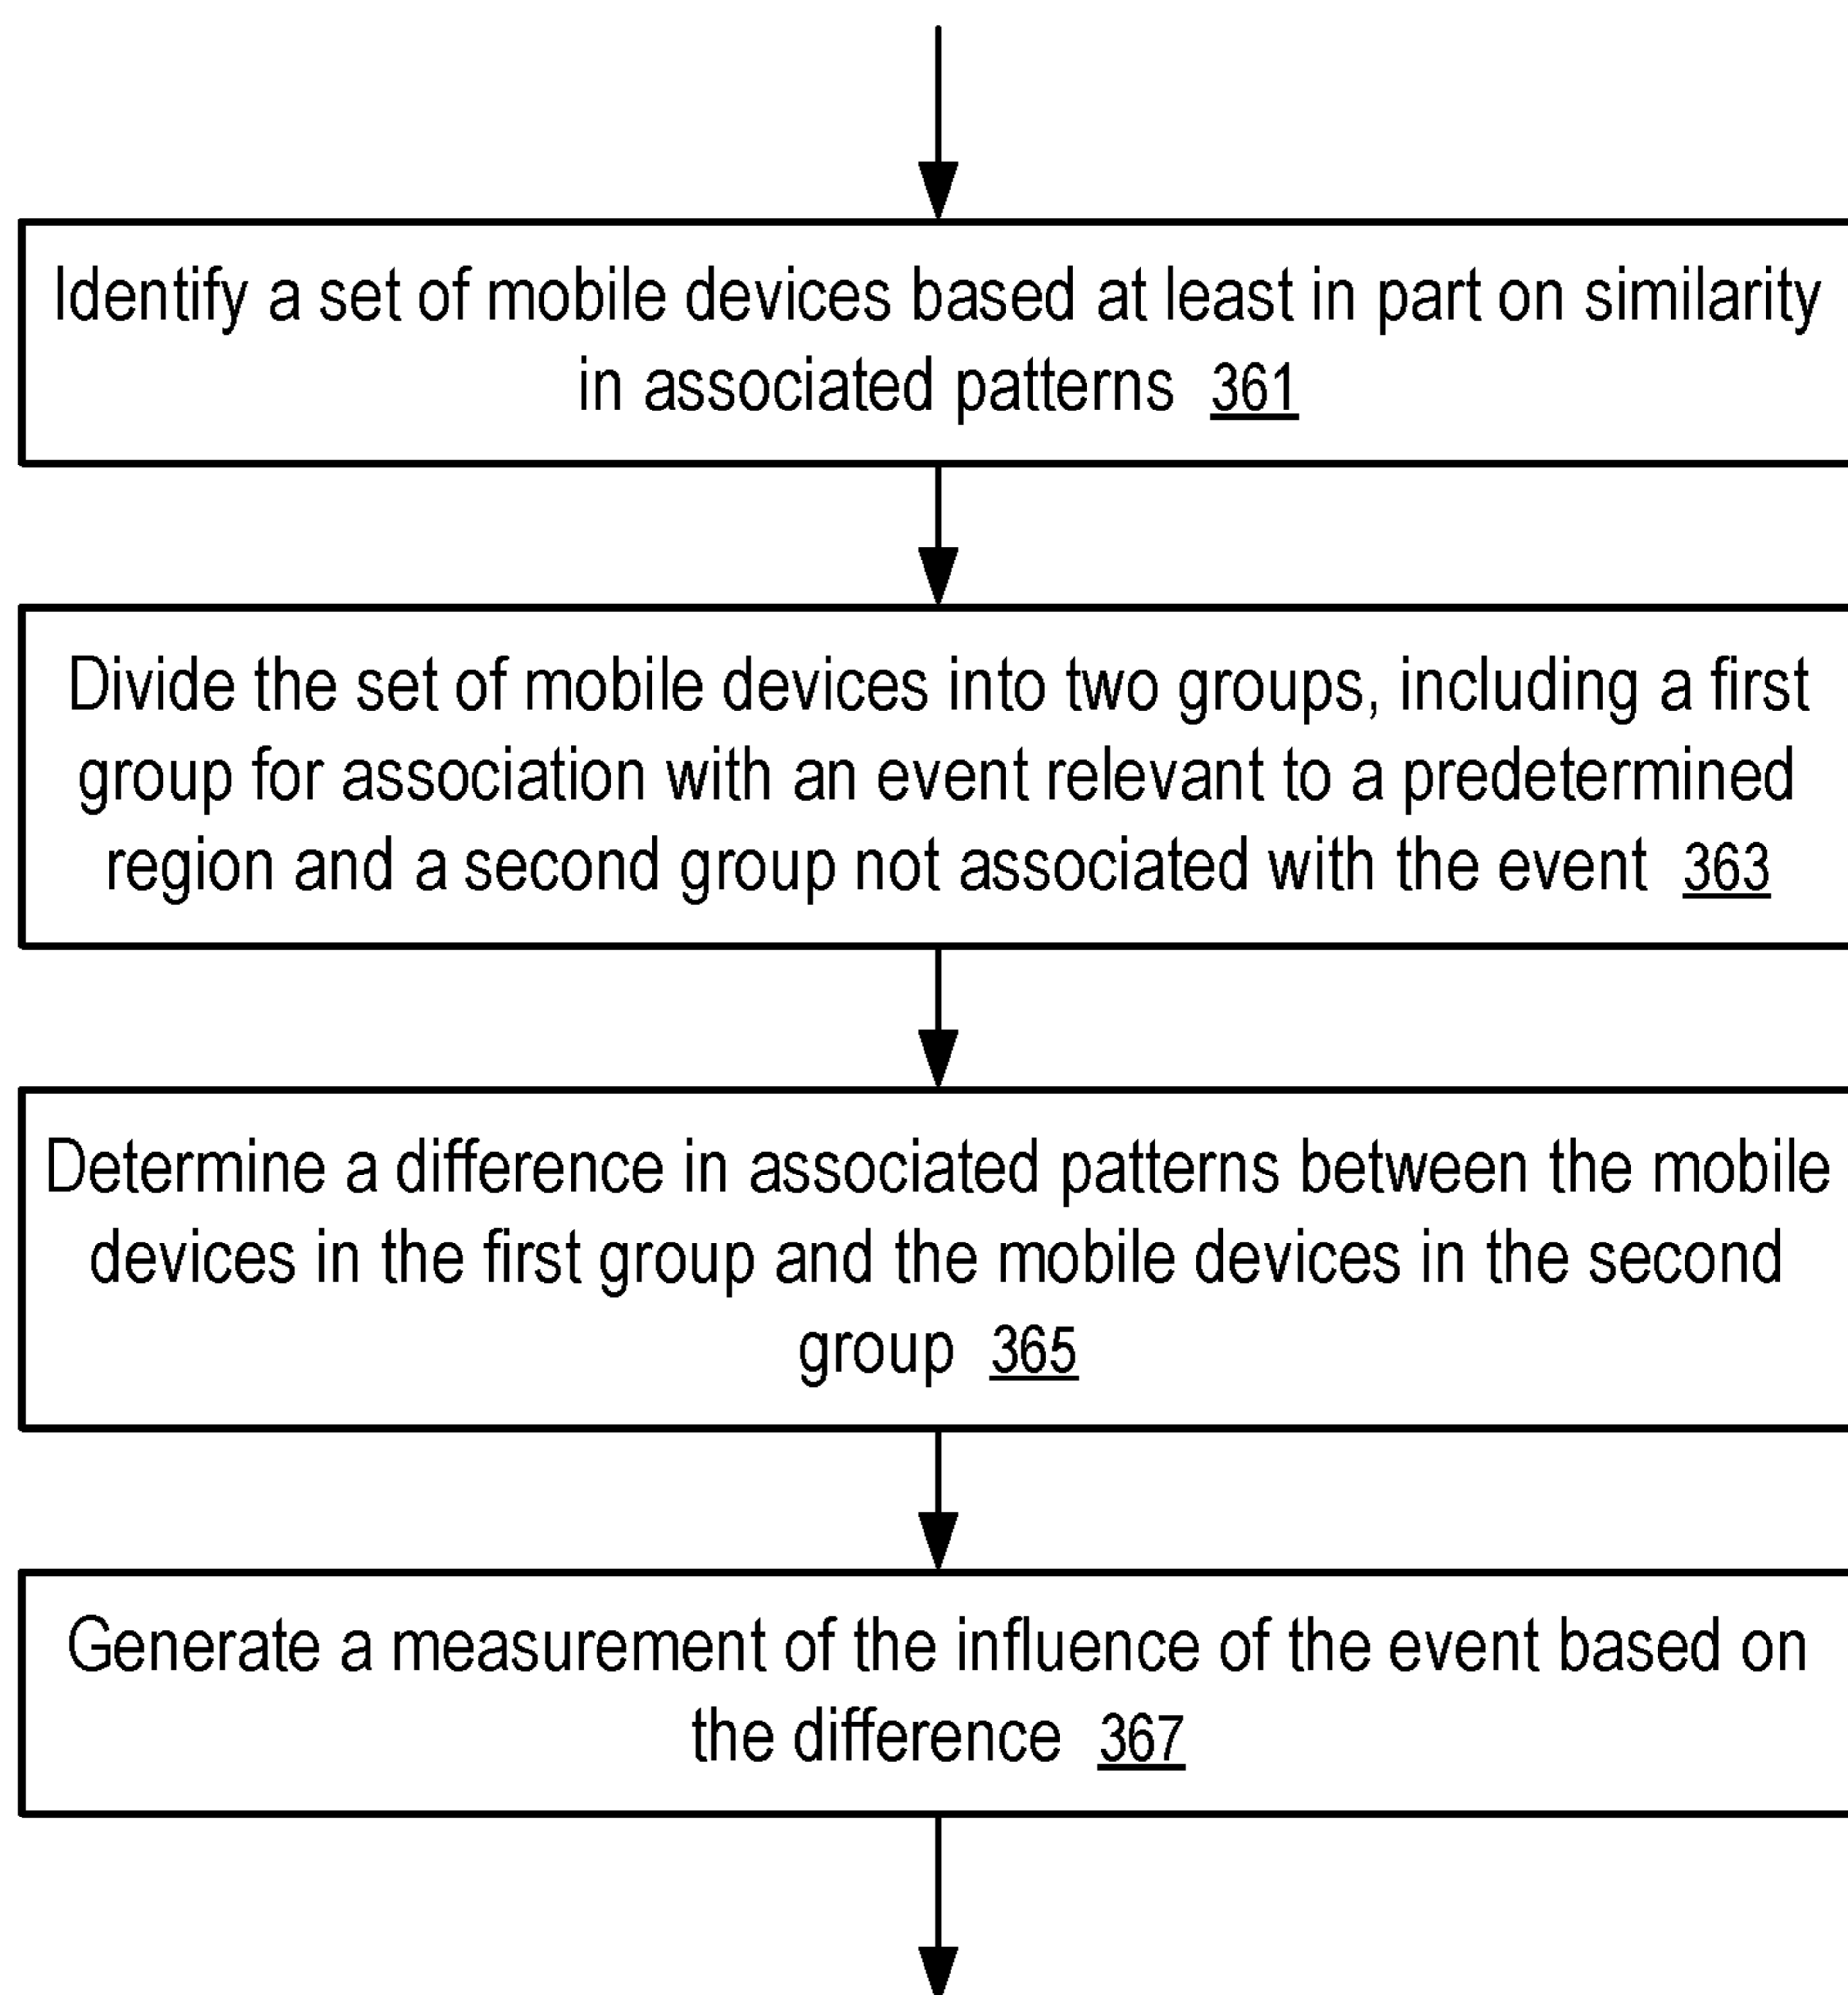 Identify a set of mobile devices based at least in part on similarity
in associated patterns 361
Divide the set of mobile devices into two groups, including a first
group for association with an event relevant to a predetermined
region and a second group not associated with the event 363
Determine a difference in associated patterns between the mobile
devices in the first group and the mobile devices in the second
group 365
Generate a measurement of the influence of the event based on
the difference 367